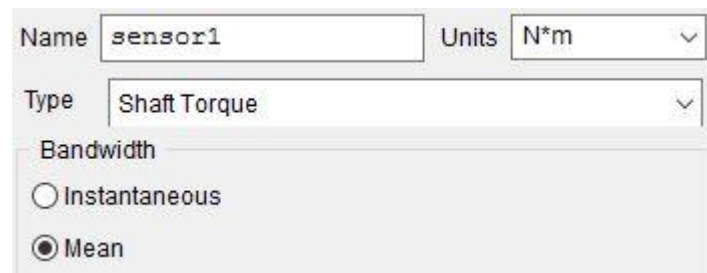 Name sensor1 Units N*m
Type Shaft Torque
Bandwidth
Instantaneous
Mean